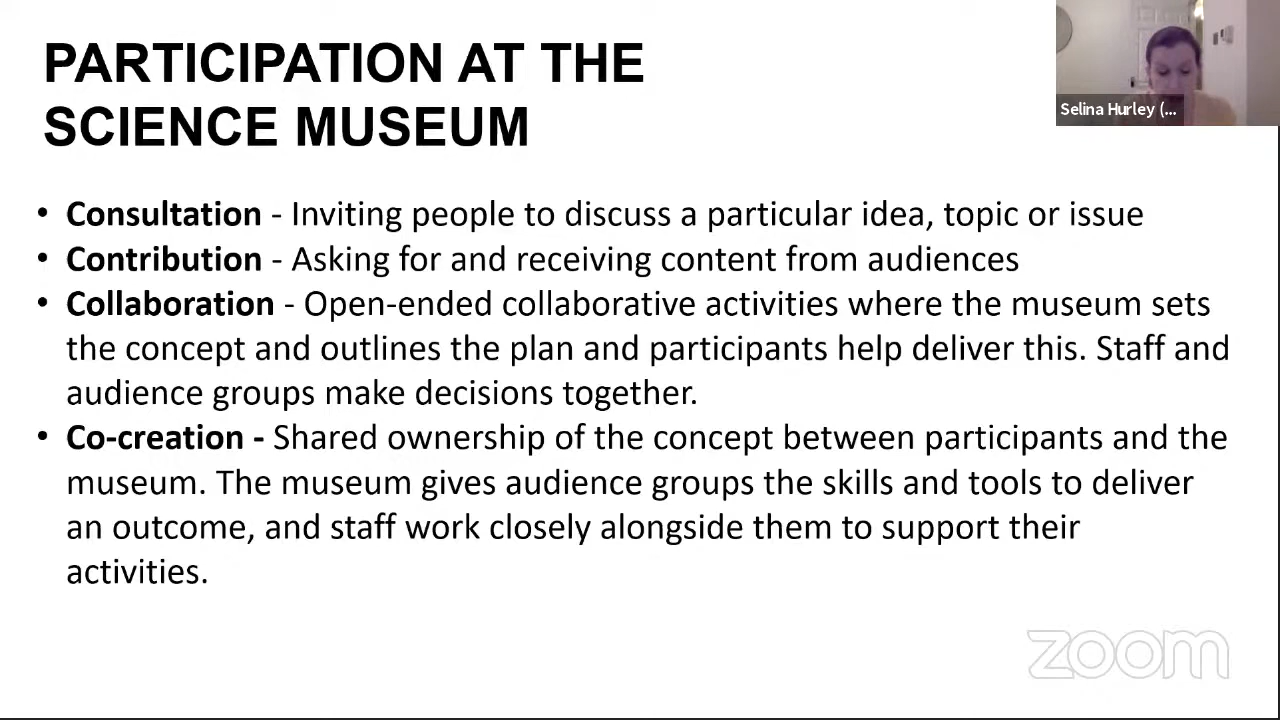 PARTICIPATION AT THE
SCIENCE MUSEUM
Selina Hurley (...
• Consultation - Inviting people to discuss a particular idea, topic or issue
• Contribution - Asking for and receiving content from audiences
• Collaboration - Open-ended collaborative activities where the museum sets
the concept and outlines the plan and participants help deliver this. Staff and
audience groups make decisions together.
• Co-creation - Shared ownership of the concept between participants and the
museum. The museum gives audience groups the skills and tools to deliver
an outcome, and staff work closely alongside them to support their
activities.
zoom